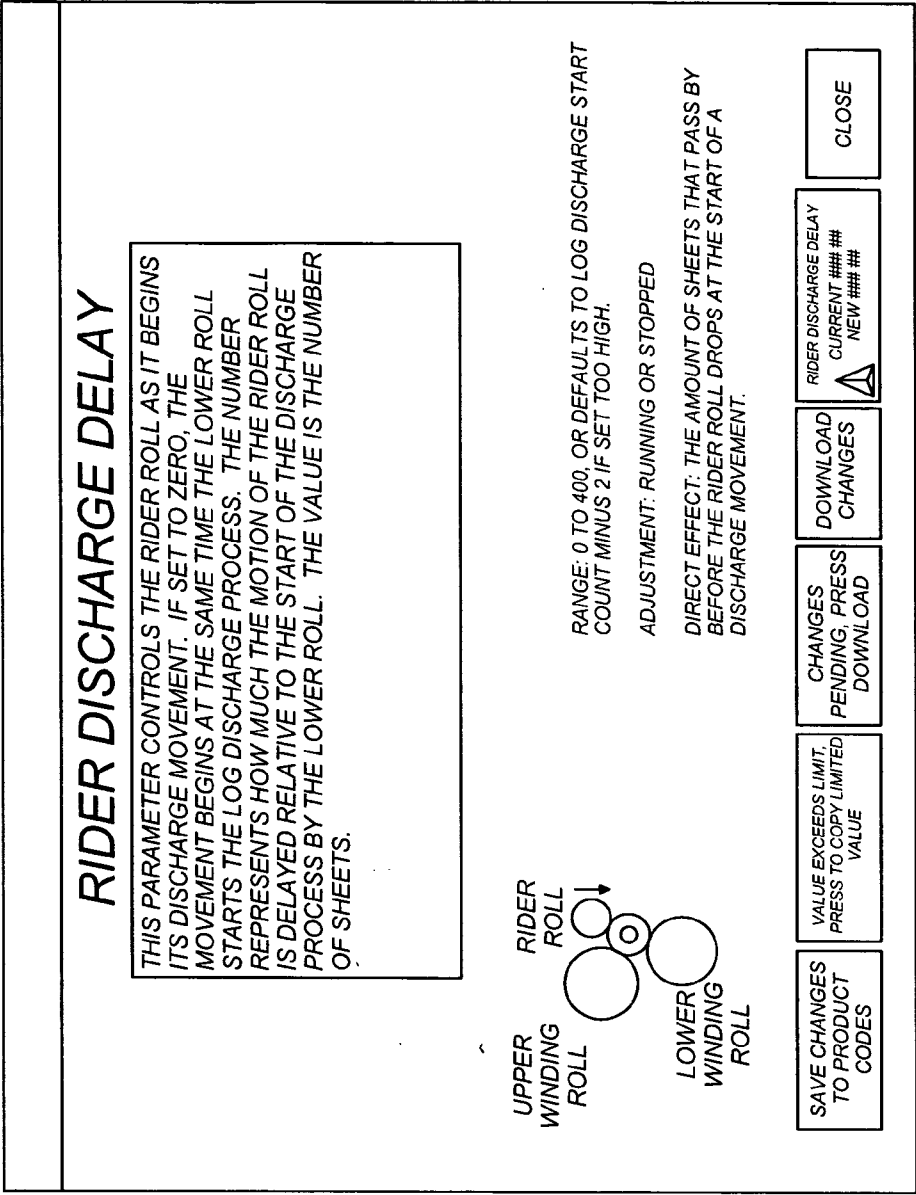 RIDER DISCHARGE DELAY
THIS PARAMETER CONTROLS THE RIDER ROLL AS IT BEGINS
ITS DISCHARGE MOVEMENT. IF SET TO ZERO, THE
MOVEMENT BEGINS AT THE SAME TIME THE LOWER ROLL
STARTS THE LOG DISCHARGE PROCESS. THE NUMBER
REPRESENTS HOW MUCH THE MOTION OF THE RIDER ROLL
IS DELAYED RELATIVE TO THE START OF THE DISCHARGE
PROCESS BY THE LOWER ROLL. THE VALUE IS THE NUMBER
OF SHEETS.
UPPER
WINDING
ROLL
RIDER
ROLL
LOWER
WINDING
ROLL
RANGE: 0 TO 400, OR DEFAULTS TO LOG DISCHARGE START
COUNT MINUS 2 IF SET TOO HIGH.
ADJUSTMENT: RUNNING OR STOPPED
DIRECT EFFECT: THE AMOUNT OF SHEETS THAT PASS BY
BEFORE THE RIDER ROLL DROPS AT THE START OF A
DISCHARGE MOVEMENT.
SAVE CHANGES
TO PRODUCT
CODES
VALUE EXCEEDS LIMIT,
PRESS TO COPY LIMITED
VALUE
CHANGES
PENDING, PRESS
DOWNLOAD
DOWNLOAD
CHANGES
RIDER DISCHARGE DELAY
CURRENT ### ##
NEW ### ##
CLOSE